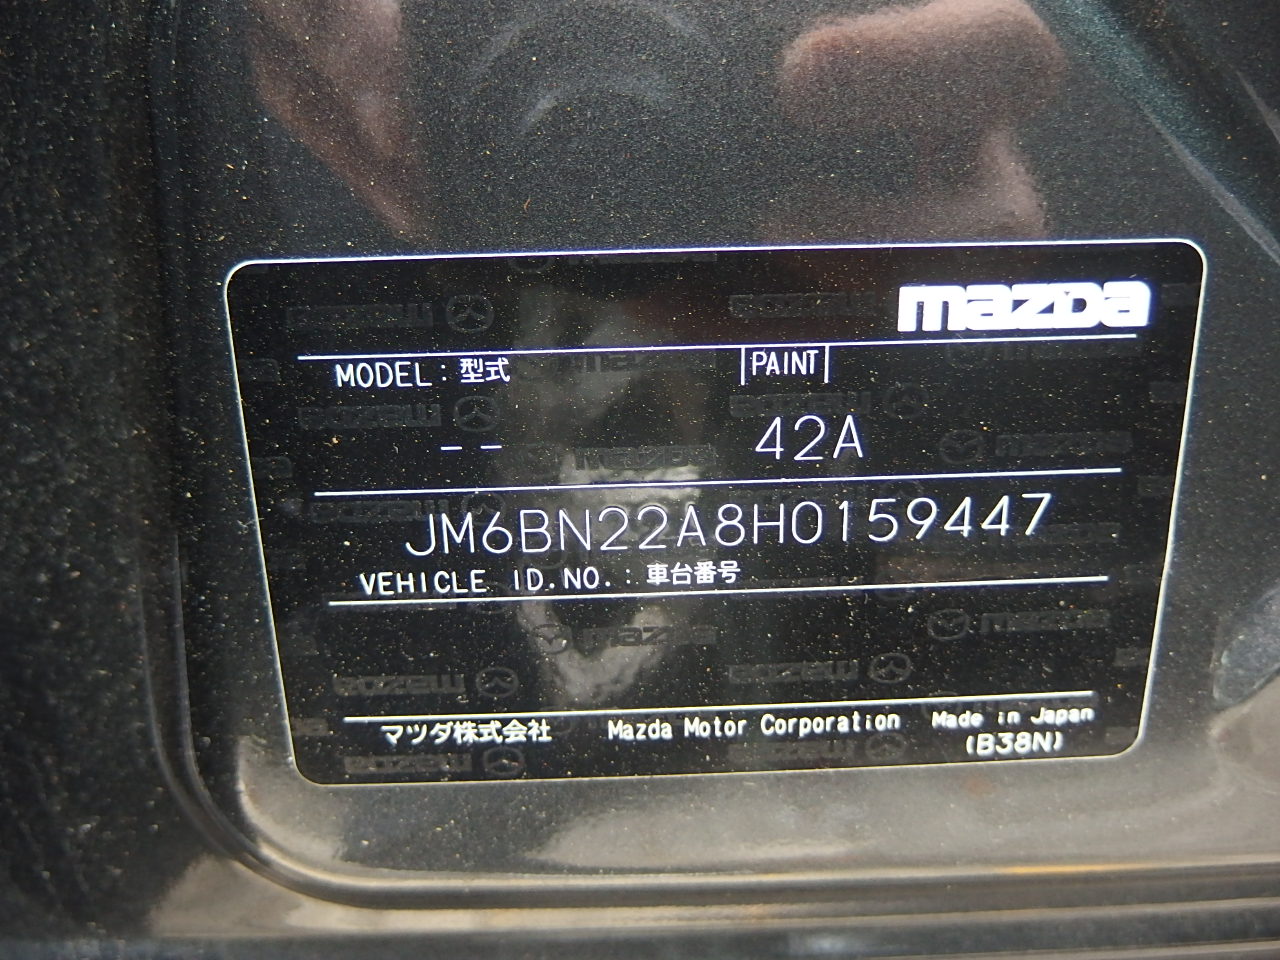 mazda
MODEL : 型式 PAINT
-- 42A
JM6BN22A8H0159447
VEHICLE ID.NO. : 車台番号
マツダ株式会社 Mazda Motor Corporation Made in Japan
(B38N)